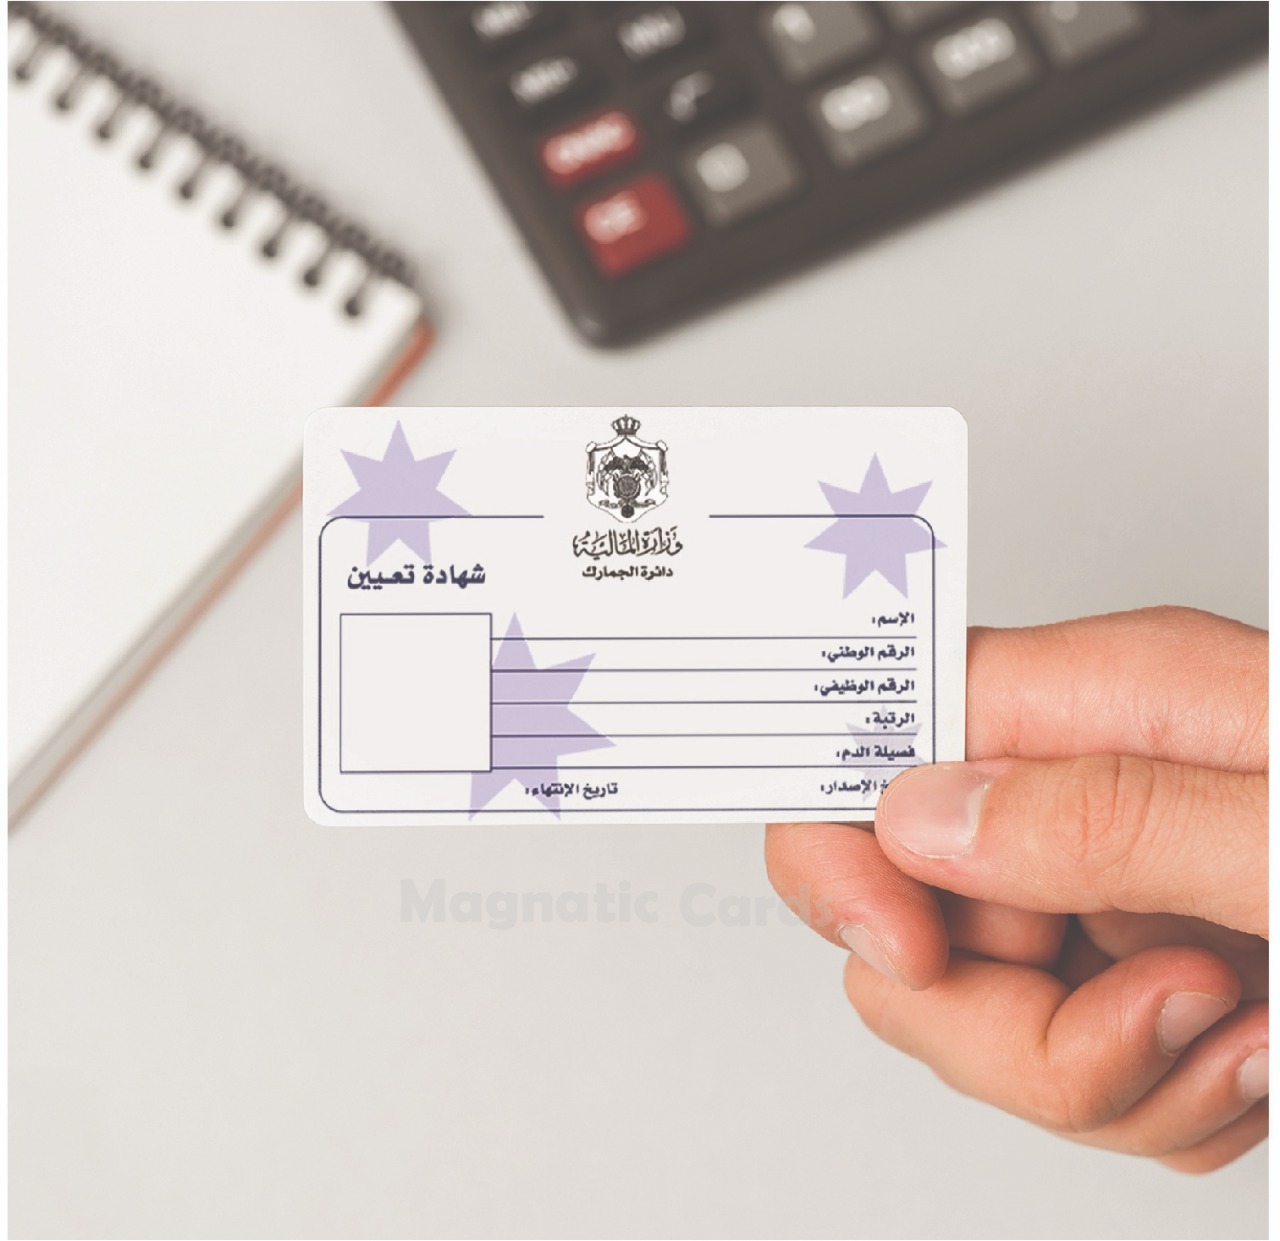 وزارة المالية
دائرة الجمارك
شهادة تعيين
الإسم:
الرقم الوطني:
الرقم الوظيفي:
الرتبة:
فصيلة الدم:
الإصدار:
تاريخ الإنتهاء:
Magnatic Cards